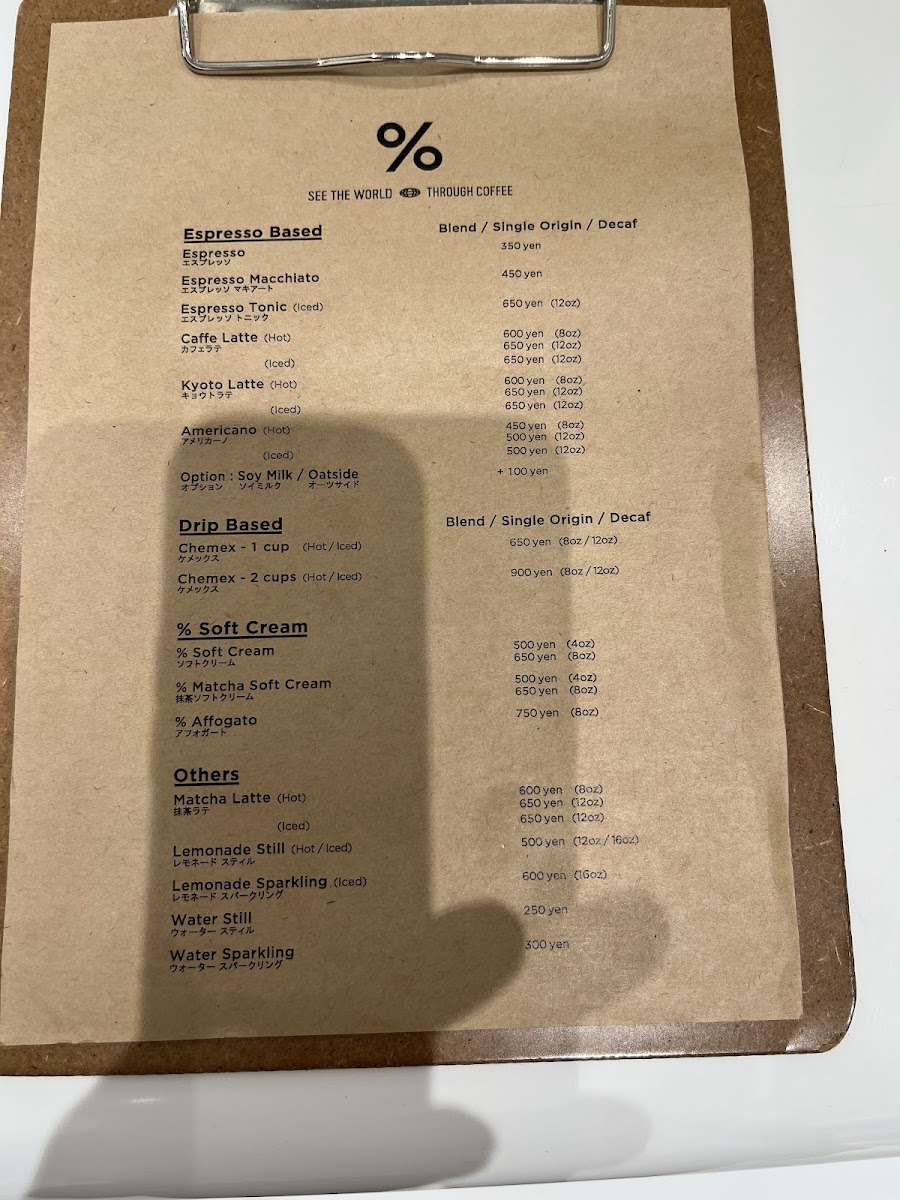 %
SEE THE WORLD THROUGH COFFEE
Espresso Based Blend / Single Origin / Decaf
Espresso 350 yen
エスプレッソ
Espresso Macchiato 450 yen
エスプレッソ マキアート
Espresso Tonic (Iced) 650 yen (12oz)
エスプレッソ トニック
Caffe Latte (Hot) 600 yen (8oz)
カフェラテ 650 yen (12oz)
(Iced) 650 yen (12oz)
Kyoto Latte (Hot) 600 yen (8oz)
キョウトラテ 650 yen (12oz)
(Iced) 650 yen (12oz)
Americano (Hot) 450 yen (8oz)
アメリカーノ 500 yen (12oz)
(Iced) 500 yen (12oz)
Option : Soy Milk / Oatside + 100 yen
オプション ソイミルク オーツサイド
Drip Based Blend / Single Origin / Decaf
Chemex - 1 cup (Hot / Iced) 650 yen (8oz / 12oz)
ケメックス
Chemex - 2 cups (Hot / Iced) 900 yen (8oz / 12oz)
ケメックス
% Soft Cream
% Soft Cream 500 yen (4oz)
ソフトクリーム 650 yen (8oz)
% Matcha Soft Cream 500 yen (4oz)
抹茶ソフトクリーム 650 yen (8oz)
% Affogato 750 yen (8oz)
アフォガート
Others
Matcha Latte (Hot) 600 yen (8oz)
抹茶ラテ 650 yen (12oz)
(Iced) 650 yen (12oz)
Lemonade Still (Hot / Iced) 500 yen (12oz / 16oz)
レモネード スティル
Lemonade Sparkling (Iced) 600 yen (16oz)
レモネード スパークリング
Water Still 250 yen
ウォーター スティル
Water Sparkling 300 yen
ウォーター スパークリング